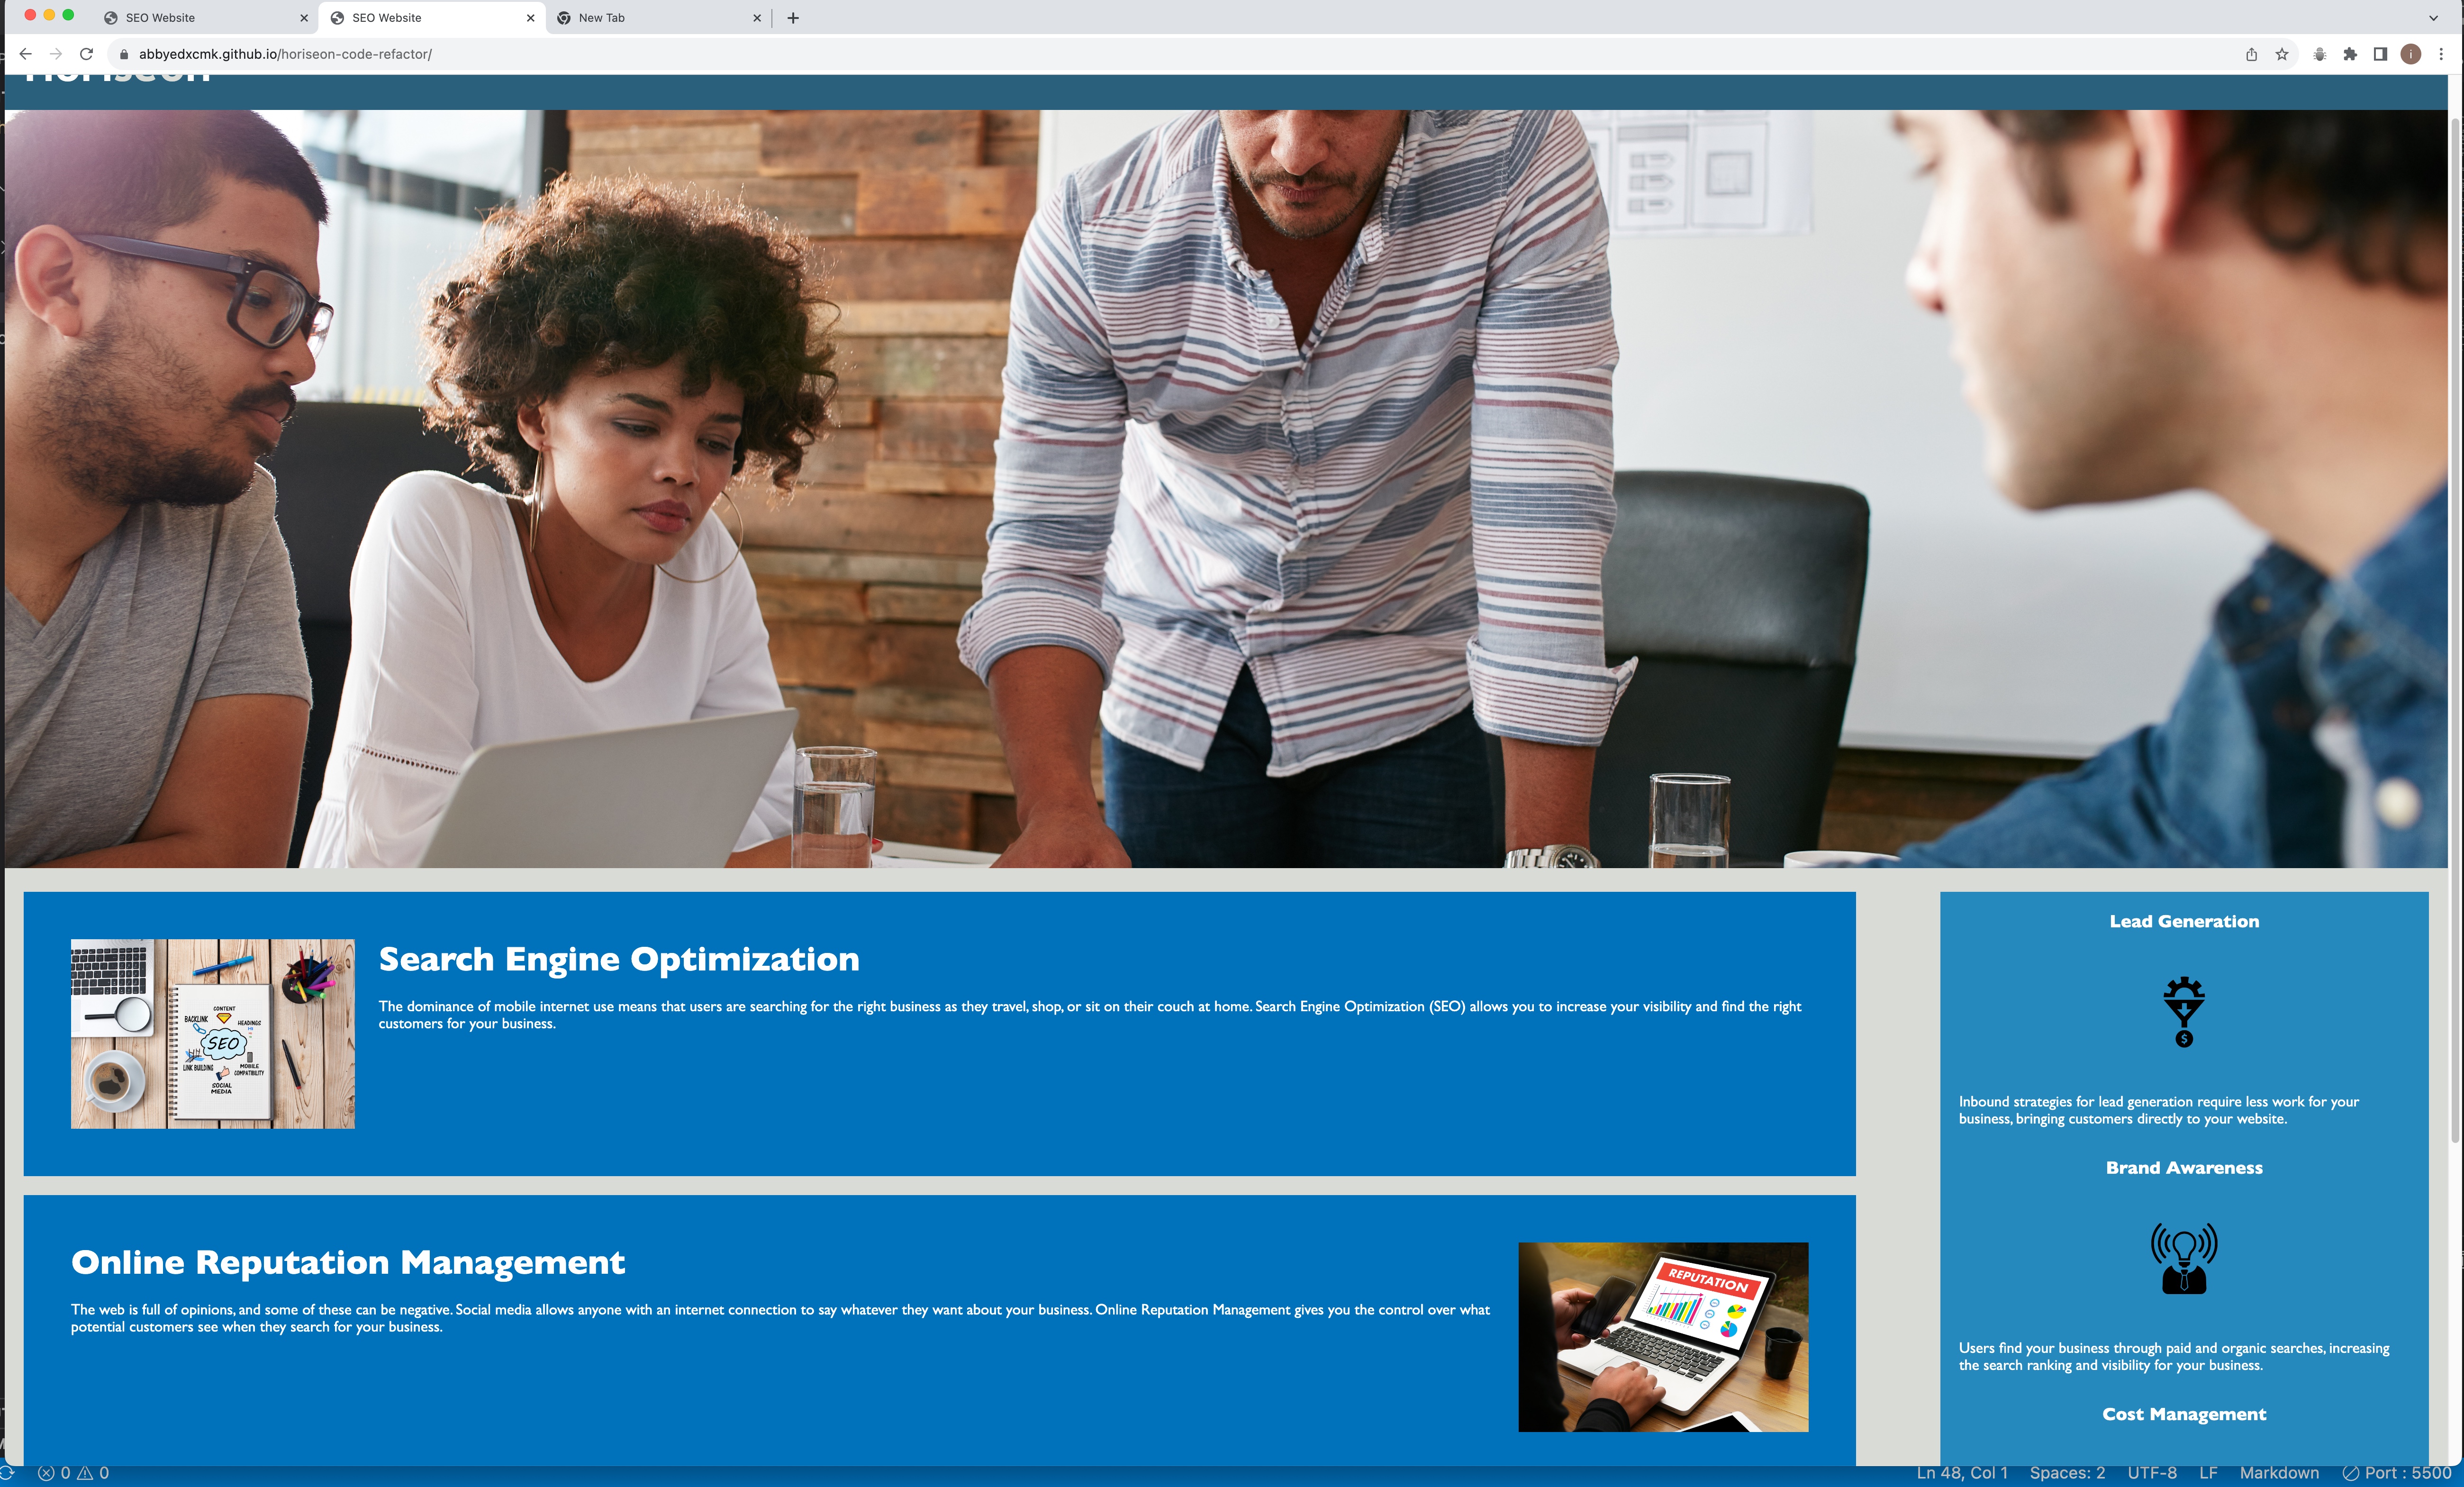 SEO Website
SEO Website
New Tab
abbyedxcmk.github.io/horiseon-code-refactor/
Horiseon
Search Engine Optimization
The dominance of mobile internet use means that users are searching for the right business as they travel, shop, or sit on their couch at home. Search Engine Optimization (SEO) allows you to increase your visibility and find the right
customers for your business.
CONTENT
BACKLINK
HEADINGS
SEO
LINK BUILDING
MOBILE
COMPATIBILITY
SOCIAL
MEDIA
Online Reputation Management
The web is full of opinions, and some of these can be negative. Social media allows anyone with an internet connection to say whatever they want about your business. Online Reputation Management gives you the control over what
potential customers see when they search for your business.
REPUTATION
Lead Generation
$
Inbound strategies for lead generation require less work for your
business, bringing customers directly to your website.
Brand Awareness
Users find your business through paid and organic searches, increasing
the search ranking and visibility for your business.
Cost Management
0 0
Ln 48, Col 1 Spaces: 2 UTF-8 LF Markdown Port : 5500